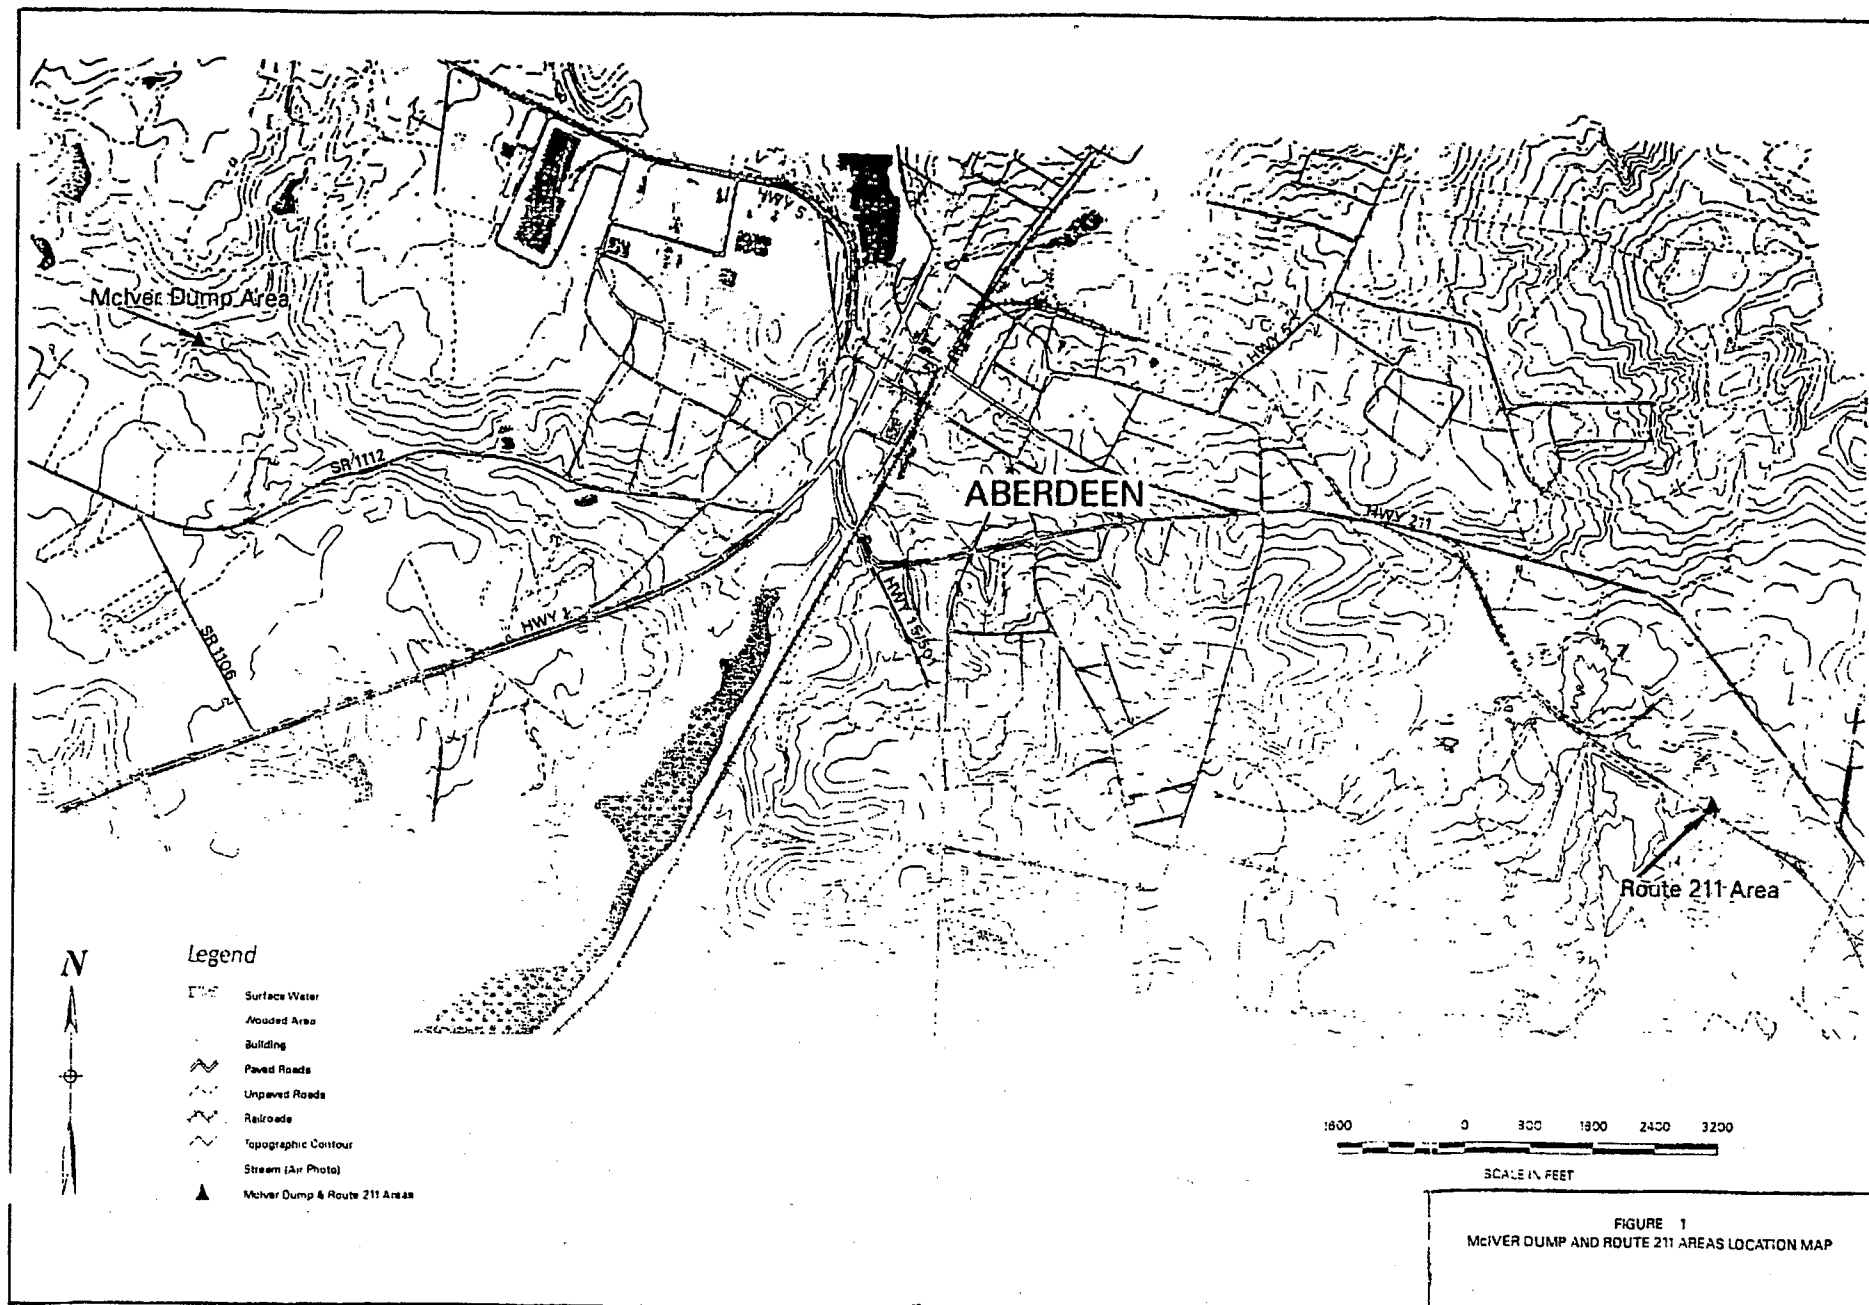 McIver Dump Area
HWY 5
SR 1112
ABERDEEN
HWY 211
HWY 1
HWY 15/501
SR 1106
7
Route 211 Area
N
Legend
Surface Water
Wooded Area
Building
Paved Roads
Unpaved Roads
Railroads
Topographic Contour
Stream (Air Photo)
McIver Dump & Route 211 Areas
1600 0 800 1600 2400 3200
SCALE IN FEET
FIGURE 1
McIVER DUMP AND ROUTE 211 AREAS LOCATION MAP